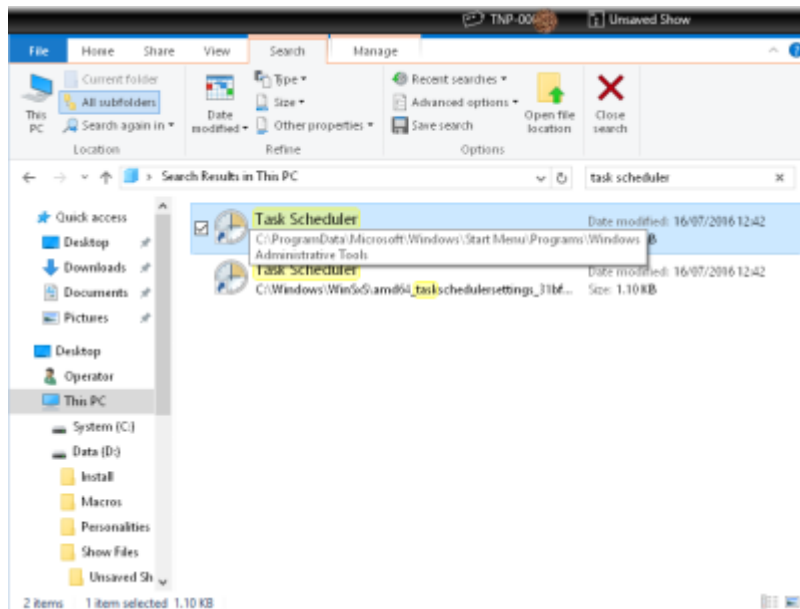 Unsaved Show
File Home Share View Search Manage
This PC
Current folder
All subfolders
Search again in
Location
Date modified
Type
Size
Other properties
Refine
Recent searches
Advanced options
Save search
Open file location
Options
Close search
Search Results in This PC
task scheduler
Quick access
Desktop
Downloads
Documents
Pictures
Desktop
Operator
This PC
System (C:)
Data (D:)
Install
Macros
Personalities
Show Files
Unsaved Sh
Task Scheduler
Date modified: 16/07/2016 12:42
C:\ProgramData\Microsoft\Windows\Start Menu\Programs\Windows
Administrative Tools
Task Scheduler
Date modified: 16/07/2016 12:42
C:\Windows\WinSxS\amd64_taskschedulersettings_31bf...
Size: 1.10 KB
2 items 1 item selected 1.10 KB